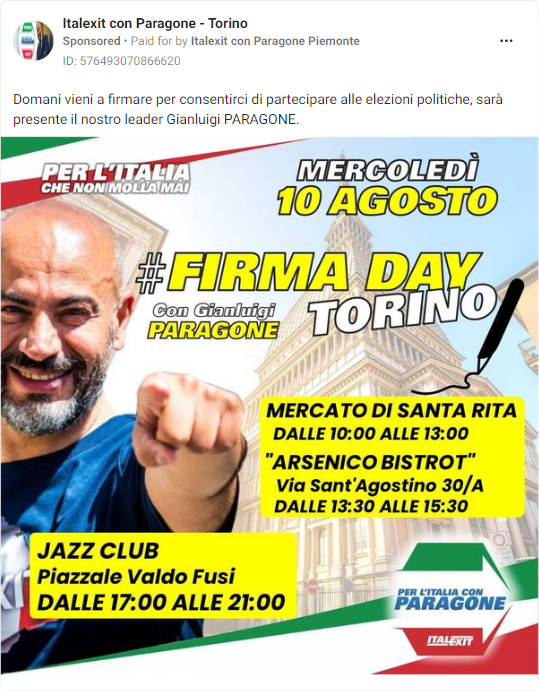 Italexit con Paragone - Torino
Sponsored • Paid for by Italexit con Paragone Piemonte
ID: 576493070866620
Domani vieni a firmare per consentirci di partecipare alle elezioni politiche, sarà
presente il nostro leader Gianluigi PARAGONE.
PER L'ITALIA
CHE NON MOLLA MAI
MERCOLEDÌ
10 AGOSTO
#FIRMA DAY
Con Gianluigi
PARAGONE
TORINO
MERCATO DI SANTA RITA
DALLE 10:00 ALLE 13:00
"ARSENICO BISTROT"
Via Sant'Agostino 30/A
DALLE 13:30 ALLE 15:30
JAZZ CLUB
Piazzale Valdo Fusi
DALLE 17:00 ALLE 21:00
PER L'ITALIA CON
PARAGONE
ITALEXIT